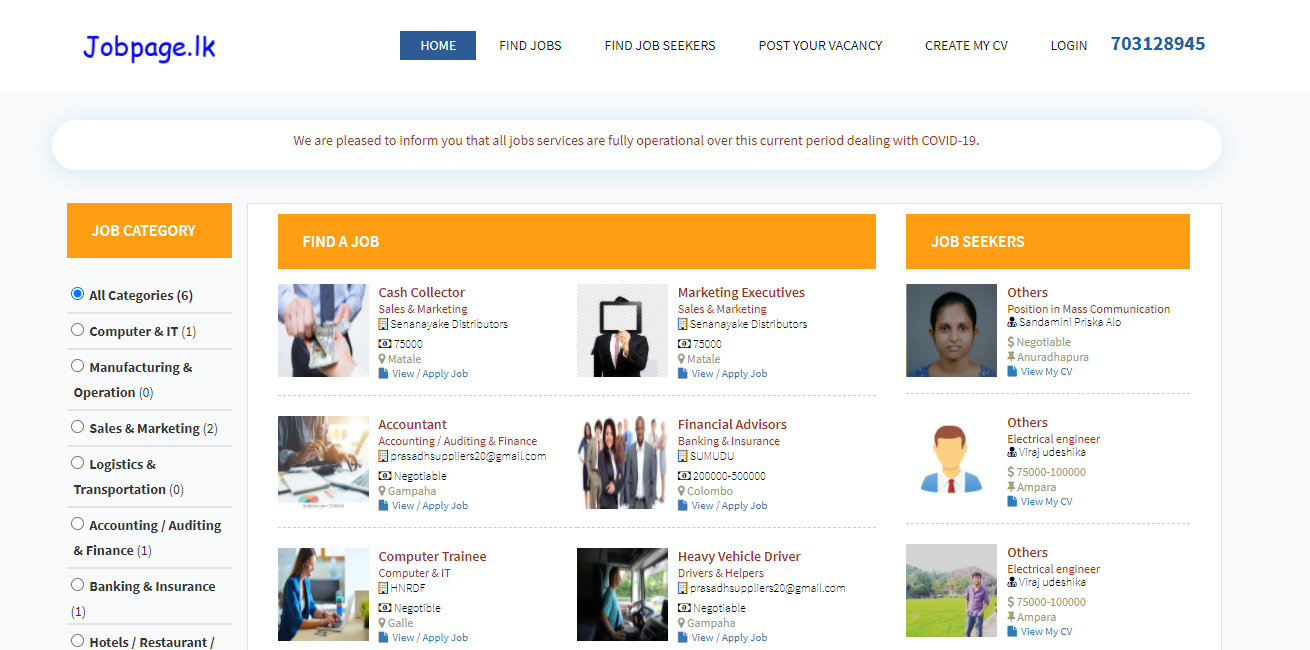 Jobpage.lk
HOME
FIND JOBS
FIND JOB SEEKERS
POST YOUR VACANCY
CREATE MY CV
LOGIN
703128945
We are pleased to inform you that all jobs services are fully operational over this current period dealing with COVID-19.
JOB CATEGORY
All Categories (6)
Computer & IT (1)
Manufacturing &
Operation (0)
Sales & Marketing (2)
Logistics &
Transportation (0)
Accounting / Auditing
& Finance (1)
Banking & Insurance
(1)
Hotels / Restaurant /
FIND A JOB
Cash Collector
Sales & Marketing
Senanayake Distributors
75000
Matale
View / Apply Job
Marketing Executives
Sales & Marketing
Senanayake Distributors
75000
Matale
View / Apply Job
Accountant
Accounting / Auditing & Finance
prasadhsuppliers20@gmail.com
Negotiable
Gampaha
View / Apply Job
Financial Advisors
Banking & Insurance
SUMUDU
200000-500000
Colombo
View / Apply Job
Computer Trainee
Computer & IT
HNRDF
Negotible
Galle
View / Apply Job
Heavy Vehicle Driver
Drivers & Helpers
prasadhsuppliers20@gmail.com
Negotiable
Gampaha
View / Apply Job
JOB SEEKERS
Others
Position in Mass Communication
Sandamini Priska Alo
Negotiable
Anuradhapura
View My CV
Others
Electrical engineer
Viraj udeshika
75000-100000
Ampara
View My CV
Others
Electrical engineer
Viraj udeshika
75000-100000
Ampara
View My CV